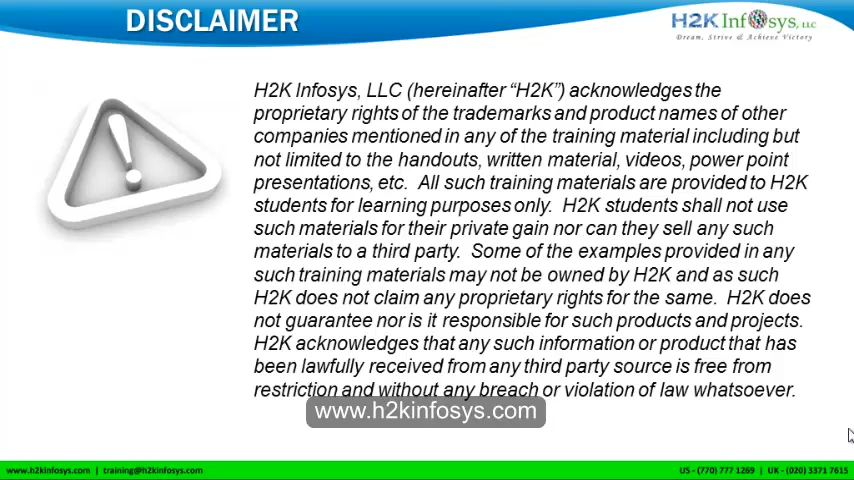 DISCLAIMER
H2K Infosys, LLC
Dream, Strive & Achieve Victory
H2K Infosys, LLC (hereinafter “H2K”) acknowledges the
proprietary rights of the trademarks and product names of other
companies mentioned in any of the training material including but
not limited to the handouts, written material, videos, power point
presentations, etc.  All such training materials are provided to H2K
students for learning purposes only.  H2K students shall not use
such materials for their private gain nor can they sell any such
materials to a third party.  Some of the examples provided in any
such training materials may not be owned by H2K and as such
H2K does not claim any proprietary rights for the same.  H2K does
not guarantee nor is it responsible for such products and projects.
H2K acknowledges that any such information or product that has
been lawfully received from any third party source is free from
restriction and without any breach or violation of law whatsoever.
www.h2kinfosys.com
www.h2kinfosys.com | training@h2kinfosys.com
US - (770) 777 1269 | UK - (020) 3371 7615